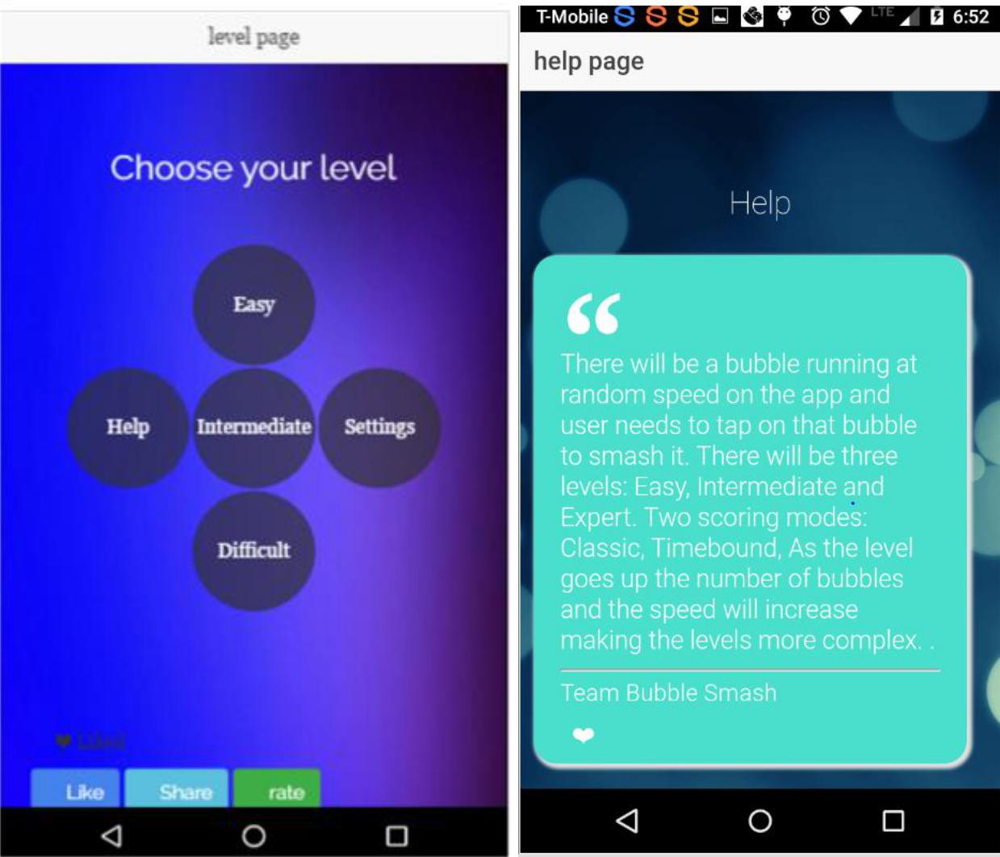 level page
Choose your level
Easy
Help Intermediate Settings
Difficult
Liked
Like Share rate
T-Mobile LTE 6:52
help page
Help
“
There will be a bubble running at
random speed on the app and
user needs to tap on that bubble
to smash it. There will be three
levels: Easy, Intermediate and
Expert. Two scoring modes:
Classic, Timebound, As the level
goes up the number of bubbles
and the speed will increase
making the levels more complex. .
Team Bubble Smash